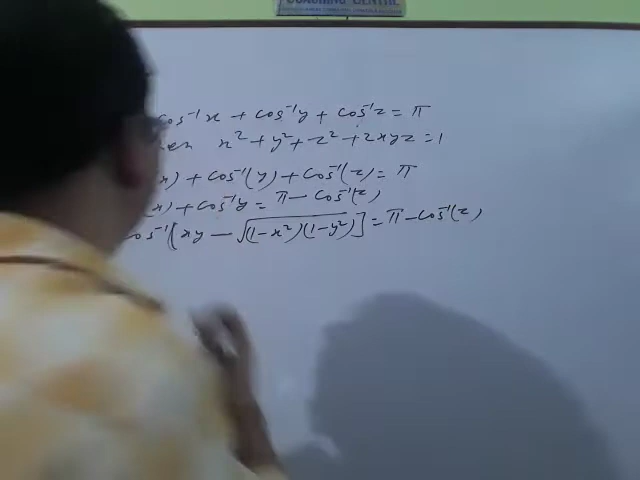 COACHING CENTRE
cos⁻¹x + cos⁻¹y + cos⁻¹z = π
x² + y² + z² + 2xyz = 1
(x) + cos⁻¹(y) + cos⁻¹(z) = π
(x) + cos⁻¹y = π − cos⁻¹(z)
cos⁻¹[xy − √(1−x²)(1−y²)] = π − cos⁻¹(z)